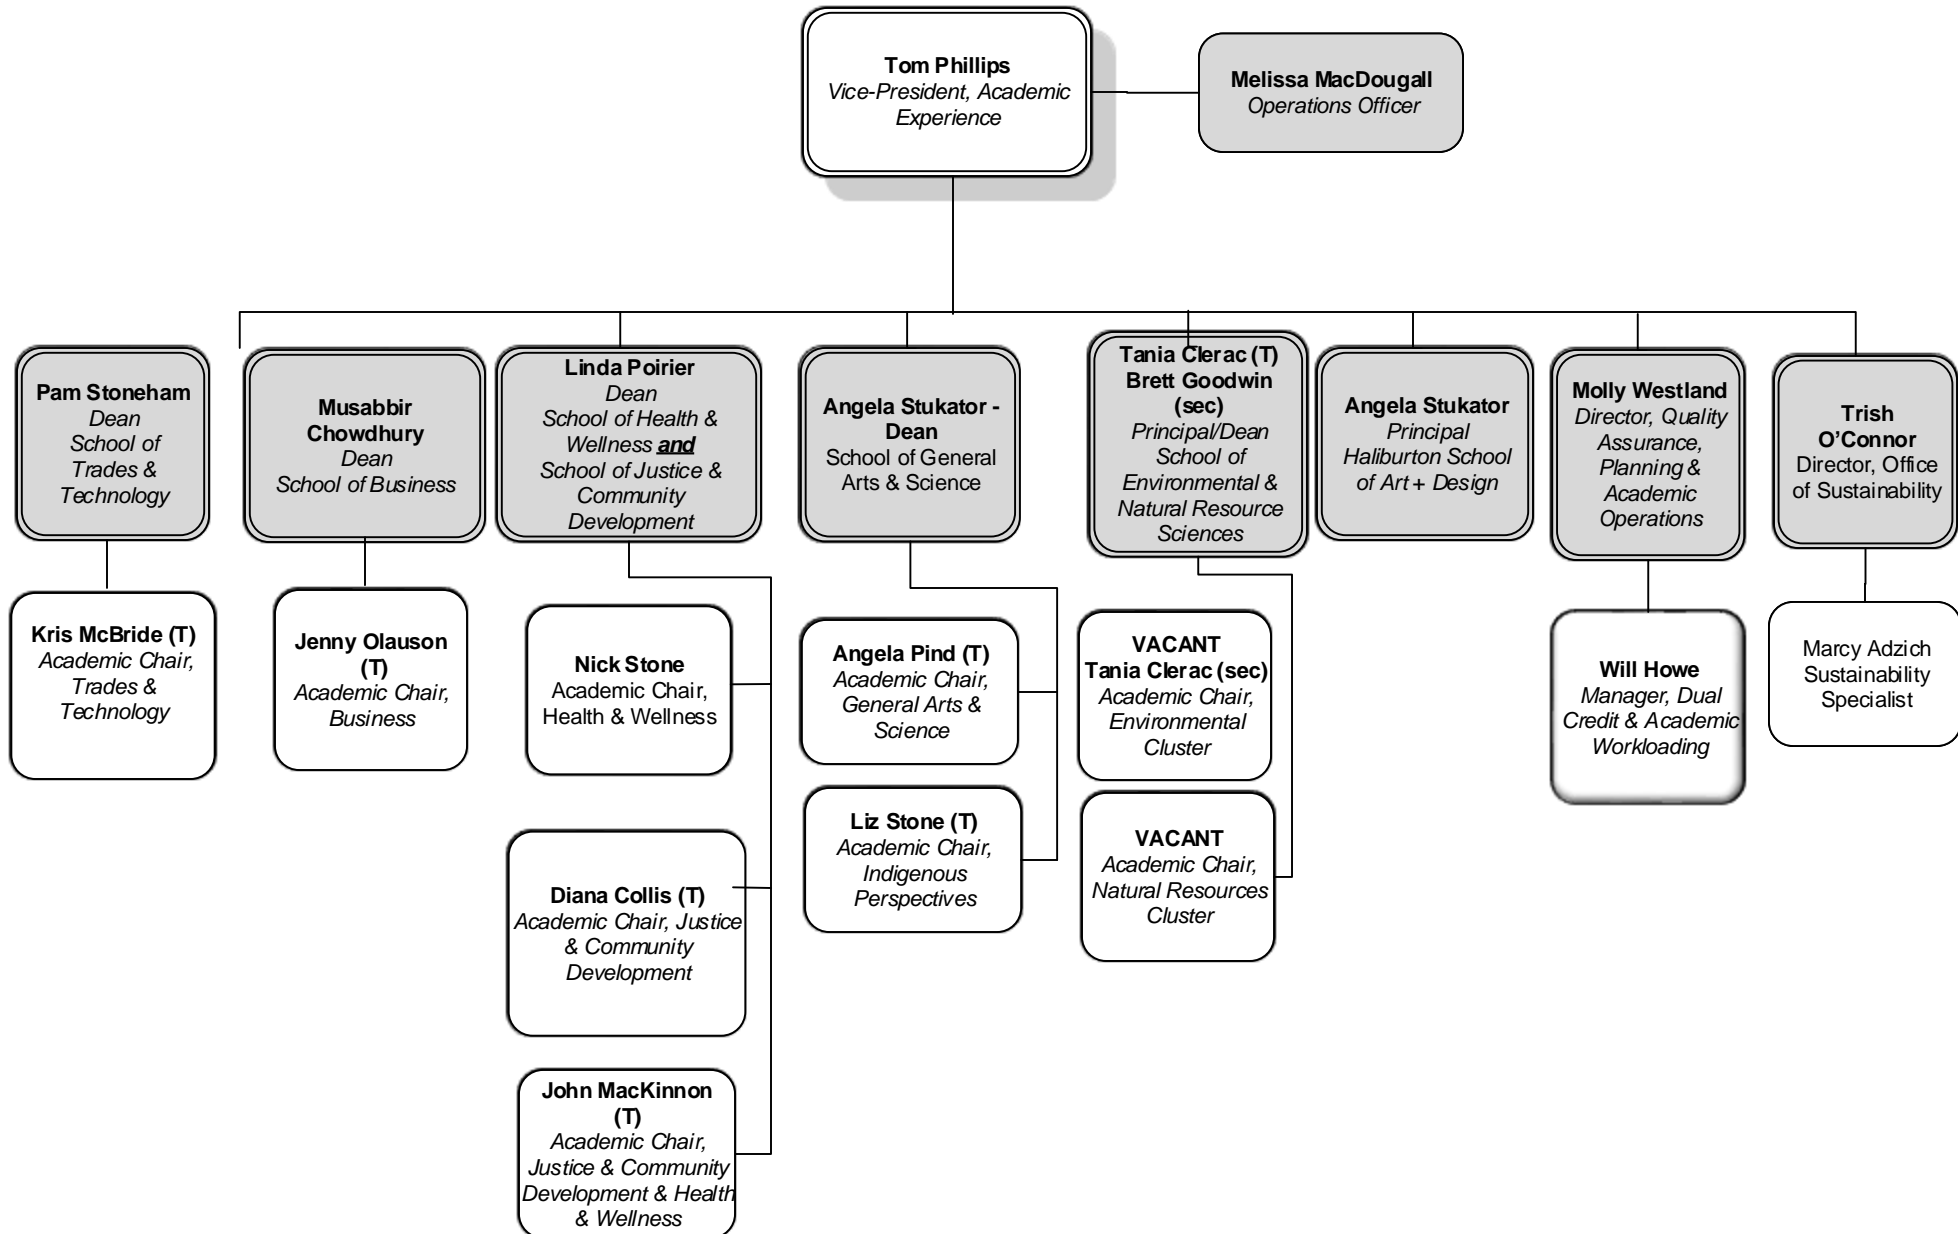 Tom Phillips
Vice-President, Academic
Experience
Melissa MacDougall
Operations Officer
Pam Stoneham
Dean
School of
Trades &
Technology
Musabbir
Chowdhury
Dean
School of Business
Linda Poirier
Dean
School of Health &
Wellness and
School of Justice &
Community
Development
Angela Stukator -
Dean
School of General
Arts & Science
Tania Clerac (T)
Brett Goodwin
(sec)
Principal/Dean
School of
Environmental &
Natural Resource
Sciences
Angela Stukator
Principal
Haliburton School
of Art + Design
Molly Westland
Director, Quality
Assurance,
Planning &
Academic
Operations
Trish
O’Connor
Director, Office
of Sustainability
Kris McBride (T)
Academic Chair,
Trades &
Technology
Jenny Olauson
(T)
Academic Chair,
Business
Nick Stone
Academic Chair,
Health & Wellness
Angela Pind (T)
Academic Chair,
General Arts &
Science
VACANT
Tania Clerac (sec)
Academic Chair,
Environmental
Cluster
Will Howe
Manager, Dual
Credit & Academic
Workloading
Marcy Adzich
Sustainability
Specialist
Diana Collis (T)
Academic Chair, Justice
& Community
Development
Liz Stone (T)
Academic Chair,
Indigenous
Perspectives
VACANT
Academic Chair,
Natural Resources
Cluster
John MacKinnon
(T)
Academic Chair,
Justice & Community
Development & Health
& Wellness